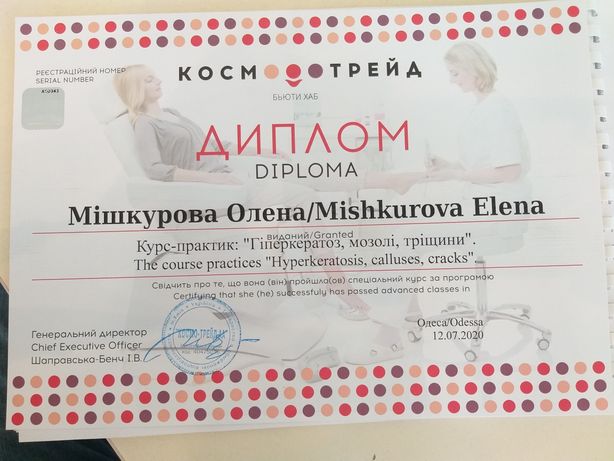 РЕЄСТРАЦІЙНИЙ НОМЕР
SERIAL NUMBER
КОСМОТРЕЙД
БЬЮТИ ХАБ
ДИПЛОМ
DIPLOMA
Мішкурова Олена/Mishkurova Elena
виданий/Granted
Курс-практик: "Гіперкератоз, мозолі, тріщини".
The course practices "Hyperkeratosis, calluses, cracks".
Свідчить про те, що вона (він) пройшла(ов) спеціальний курс за програмою
Certifying that she (he) successfuly has passed advanced classes in
Генеральний директор
Chief Executive Officer
Шаправська-Бенч І.В.
Одеса/Odessa
12.07.2020